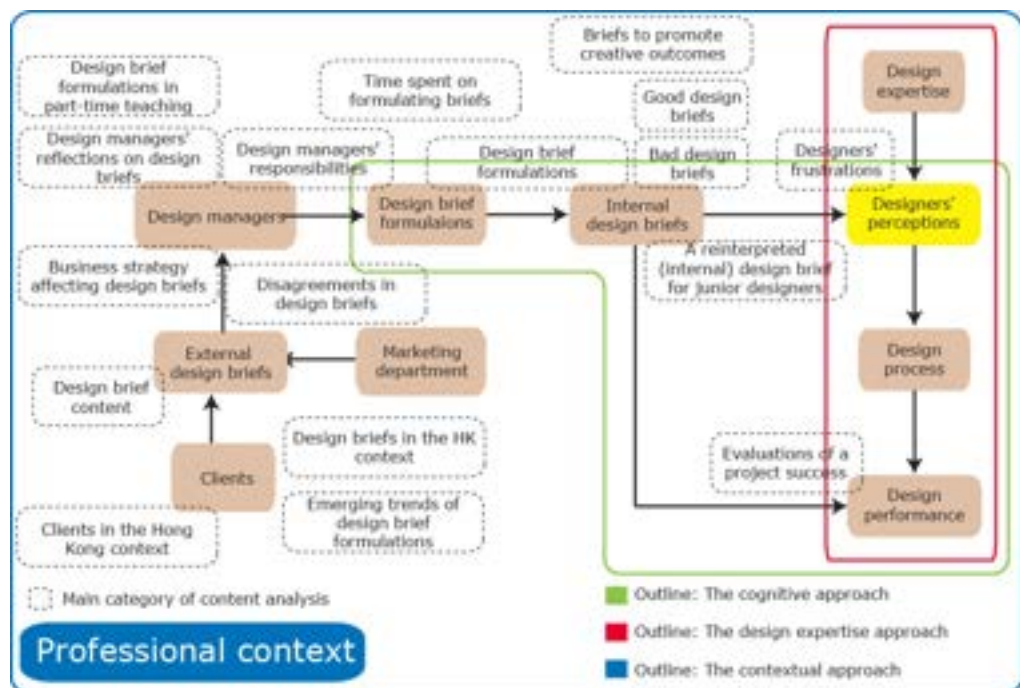 Briefs to promote
creative outcomes
Design brief
formulations in
part-time teaching
Time spent on
formulating briefs
Design
expertise
Good design
briefs
Design managers'
reflections on design
briefs
Design managers'
responsibilities
Design brief
formulations
Bad design
briefs
Designers'
frustrations
Design managers
Design brief
formulaions
Internal
design briefs
Designers'
perceptions
A reinterpreted
(internal) design brief
for junior designers
Business strategy
affecting design briefs
Disagreements in
design briefs
External
design briefs
Marketing
department
Design
process
Design brief
content
Design briefs in the HK
context
Evaluations of a
project success
Clients
Design
performance
Emerging trends of
design brief
formulations
Clients in the Hong
Kong context
Main category of content analysis
Outline: The cognitive approach
Outline: The design expertise approach
Outline: The contextual approach
Professional context